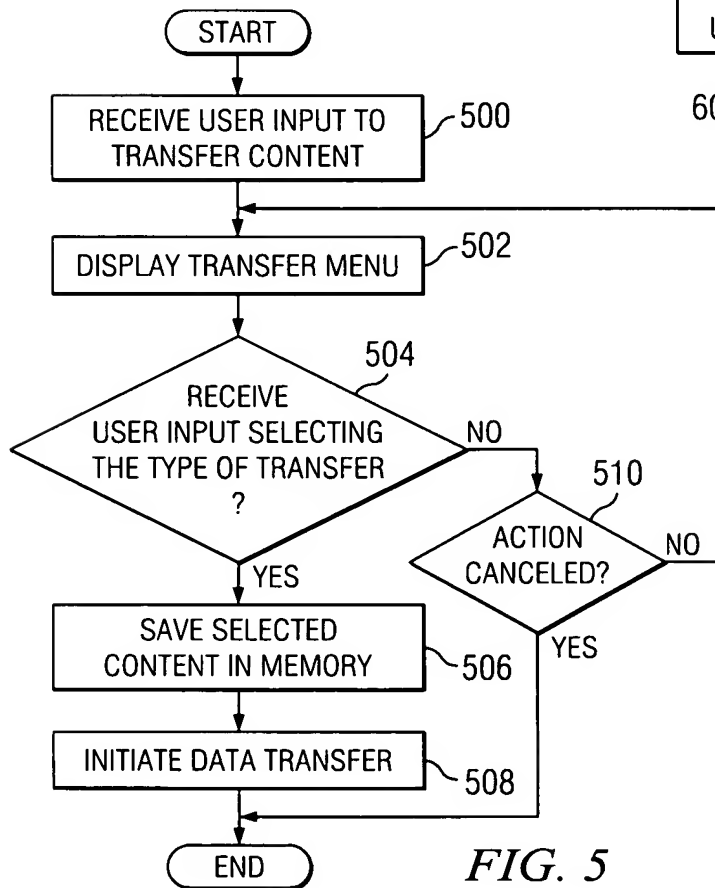 START
RECEIVE USER INPUT TO
TRANSFER CONTENT
500
DISPLAY TRANSFER MENU
502
RECEIVE
USER INPUT SELECTING
THE TYPE OF TRANSFER
?
504
NO
YES
ACTION
CANCELED?
510
NO
YES
SAVE SELECTED
CONTENT IN MEMORY
506
INITIATE DATA TRANSFER
508
END
FIG. 5